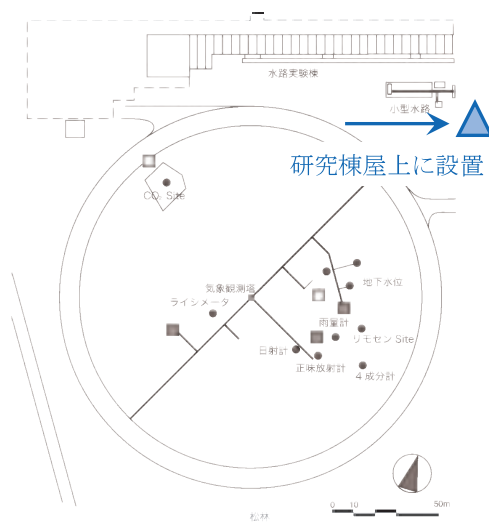 水路実験棟
小型水路
研究棟屋上に設置
CO₂ Site
気象観測塔
ライシメータ
地下水位
雨量計
リモセン Site
日射計
正味放射計
4 成分計
0 10 50m
松林